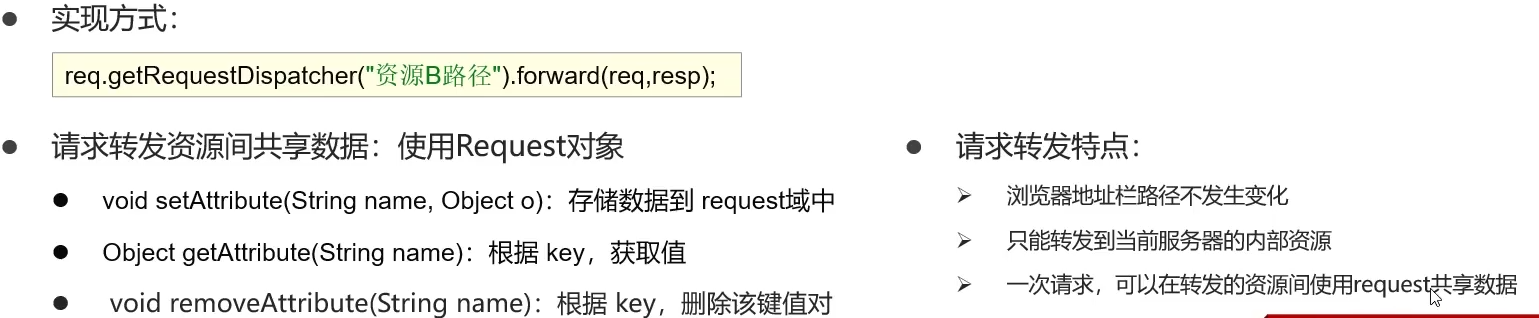 实现方式：
req.getRequestDispatcher("资源B路径").forward(req,resp);
请求转发资源间共享数据：使用Request对象
void setAttribute(String name, Object o)：存储数据到 request域中
Object getAttribute(String name)：根据 key，获取值
void removeAttribute(String name)：根据 key，删除该键值对
请求转发特点：
浏览器地址栏路径不发生变化
只能转发到当前服务器的内部资源
一次请求，可以在转发的资源间使用request共享数据